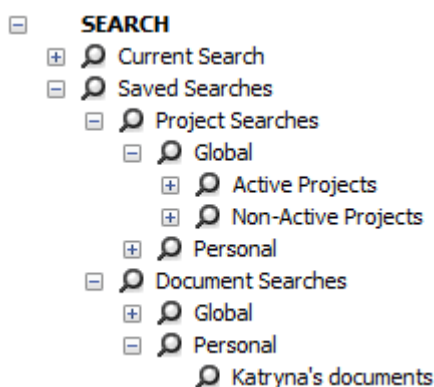 SEARCH
Current Search
Saved Searches
Project Searches
Global
Active Projects
Non-Active Projects
Personal
Document Searches
Global
Personal
Katryna's documents